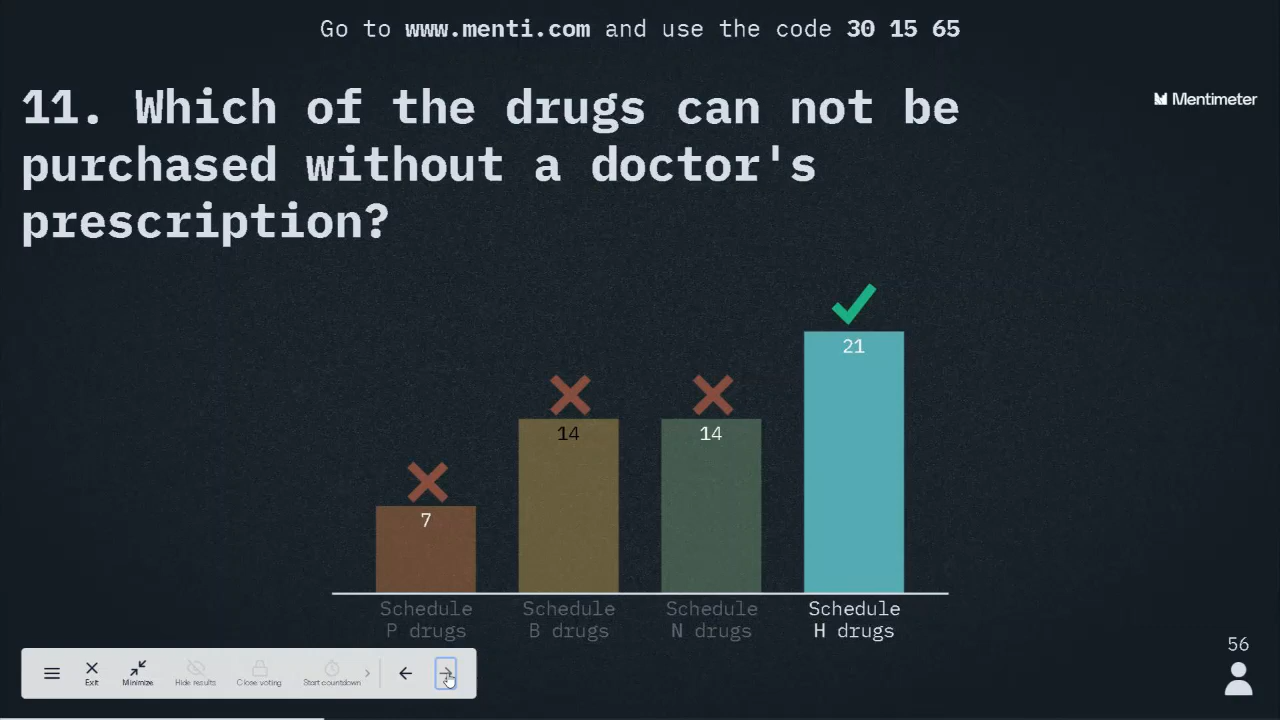 Go to www.menti.com and use the code 30 15 65
Mentimeter
11. Which of the drugs can not be
purchased without a doctor's
prescription?
21
14
14
7
Schedule
P drugs
Schedule
B drugs
Schedule
N drugs
Schedule
H drugs
56
Exit
Minimize
Hide results
Close voting
Start countdown